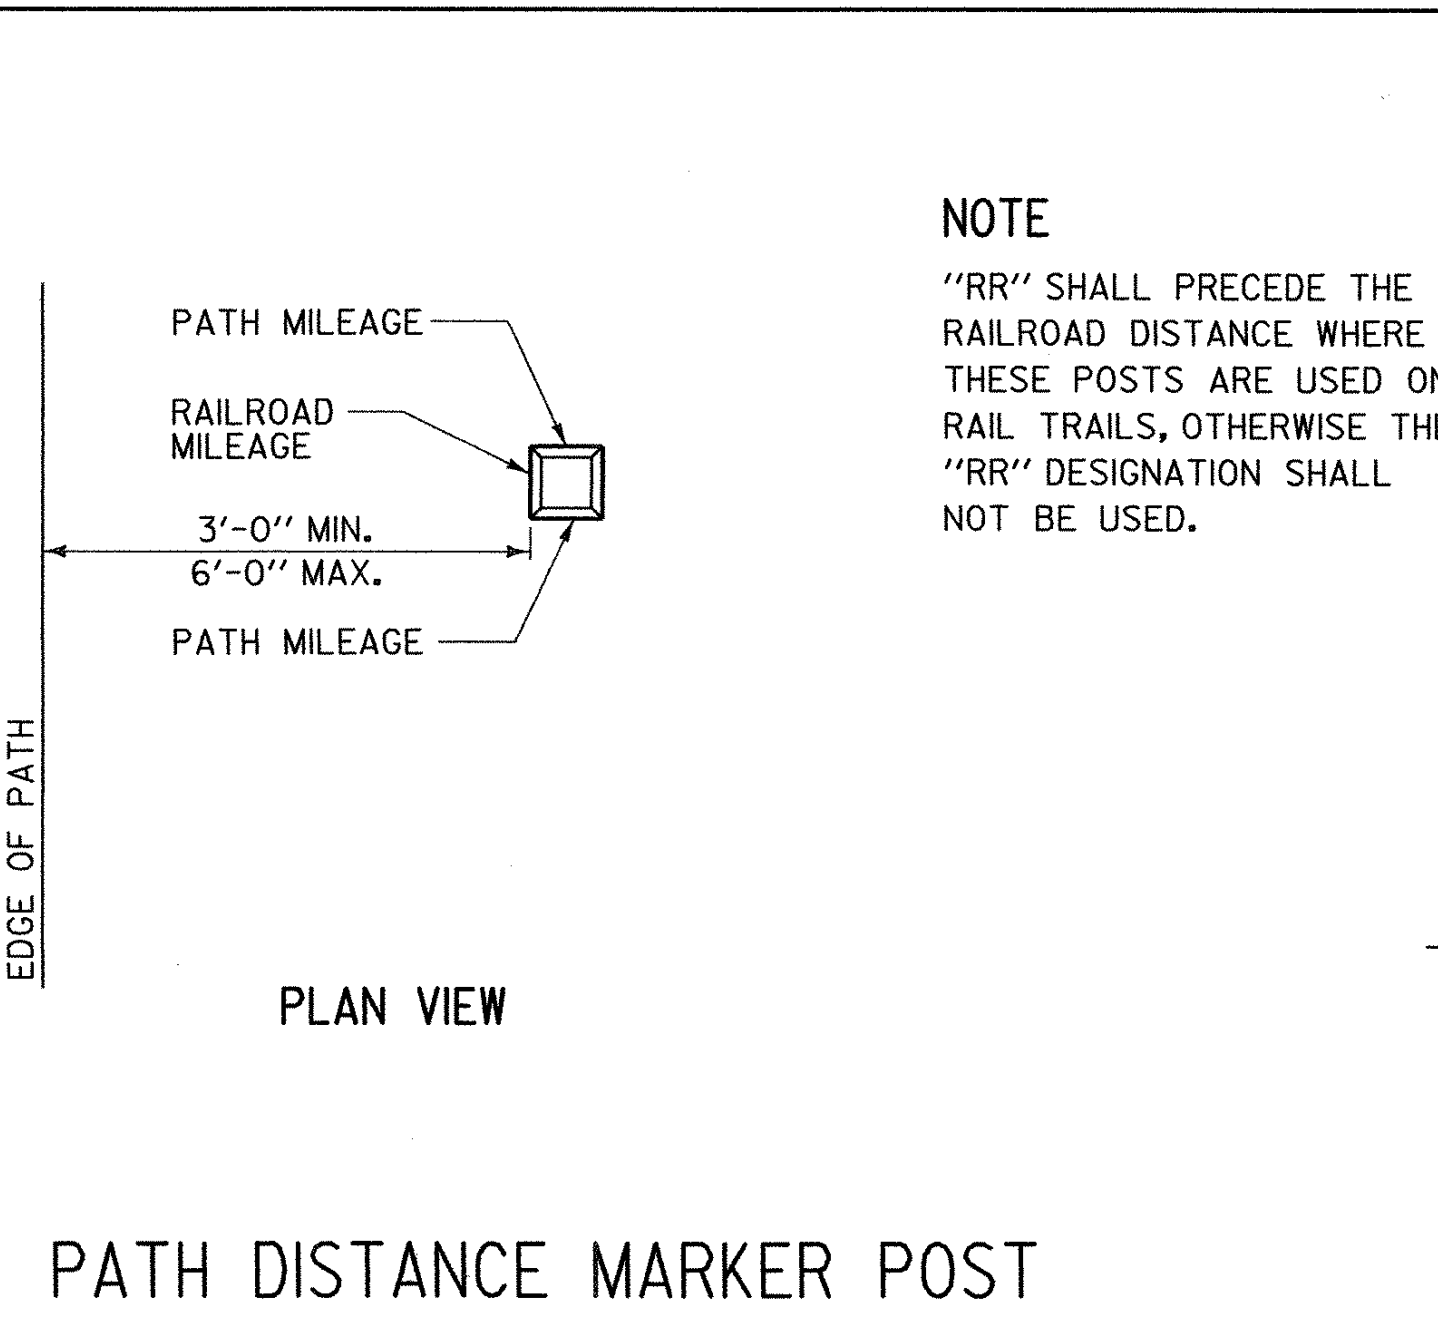 NOTE
"RR" SHALL PRECEDE THE
RAILROAD DISTANCE WHERE
THESE POSTS ARE USED ON
RAIL TRAILS, OTHERWISE THE
"RR" DESIGNATION SHALL
NOT BE USED.
PATH MILEAGE
RAILROAD
MILEAGE
3'-0" MIN.
6'-0" MAX.
PATH MILEAGE
EDGE OF PATH
PLAN VIEW
PATH DISTANCE MARKER POST